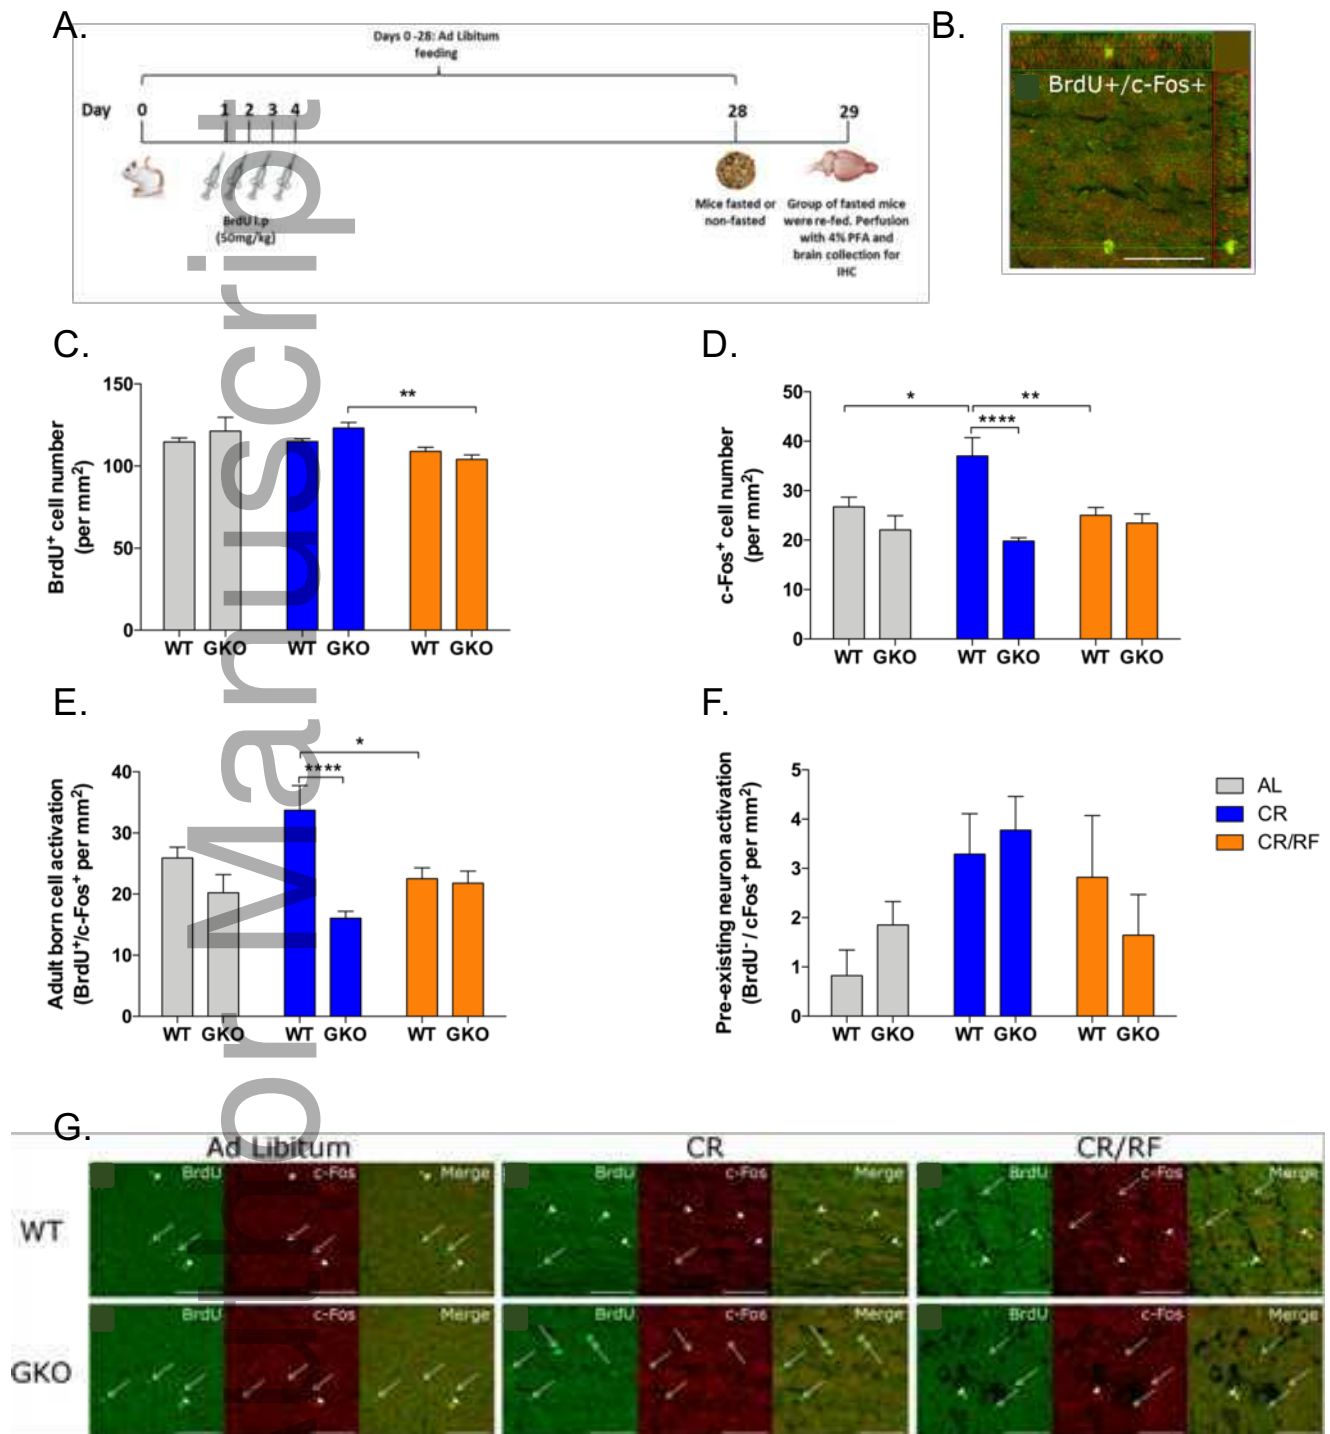 A.
Days 0 -28: Ad Libitum
feeding
Day 0 1 2 3 4 28 29
BrdU i.p
(50mg/kg)
Mice fasted or
non-fasted
Group of fasted mice
were re-fed. Perfusion
with 4% PFA and
brain collection for
IHC
B.
BrdU+/c-Fos+
C.
BrdU⁺ cell number
(per mm²)
150
100
50
0
**
WT GKO WT GKO WT GKO
D.
c-Fos⁺ cell number
(per mm²)
50
40
30
20
10
0
* **
****
WT GKO WT GKO WT GKO
E.
Adult born cell activation
(BrdU⁺/c-Fos⁺ per mm²)
40
30
20
10
0
*
****
WT GKO WT GKO WT GKO
F.
Pre-existing neuron activation
(BrdU⁻ / cFos⁺ per mm²)
5
4
3
2
1
0
WT GKO WT GKO WT GKO
AL
CR
CR/RF
G.
Ad Libitum CR CR/RF
WT
BrdU c-Fos Merge BrdU c-Fos Merge BrdU c-Fos Merge
GKO
BrdU c-Fos Merge BrdU c-Fos Merge BrdU c-Fos Merge
or Manuscript